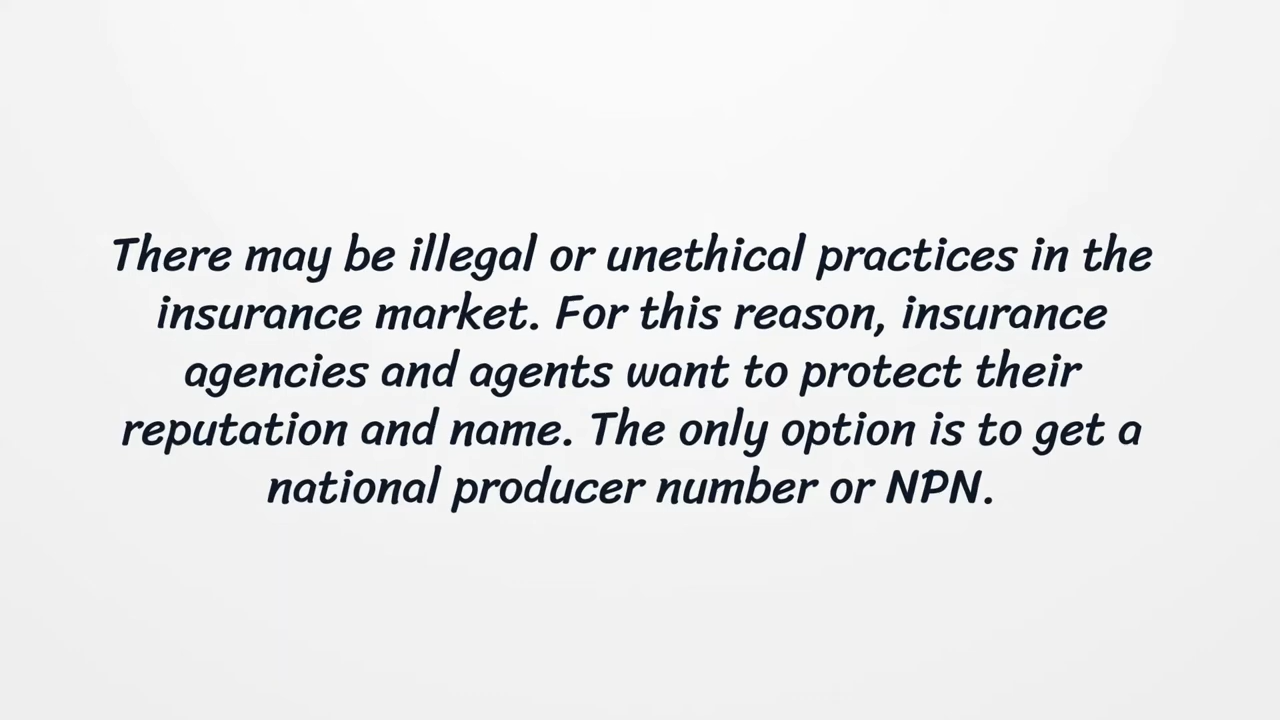 There may be illegal or unethical practices in the
insurance market. For this reason, insurance
agencies and agents want to protect their
reputation and name. The only option is to get a
national producer number or NPN.